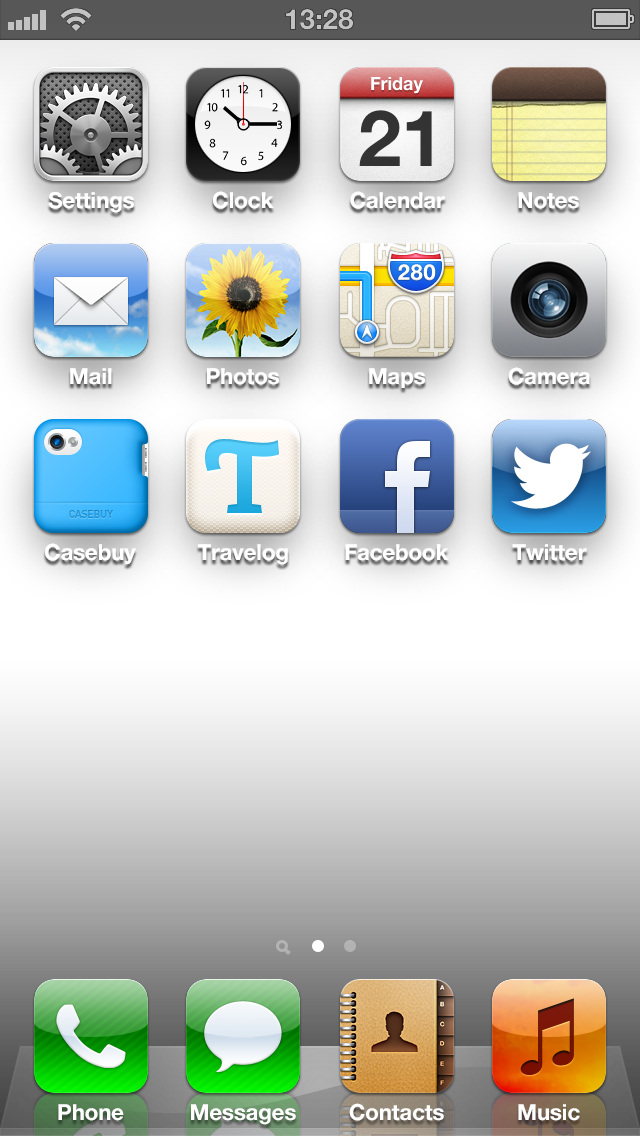 13:28
Friday
21
Settings Clock Calendar Notes
12
11 1
10 2
9 3
8 4
7 5
6
280
Mail Photos Maps Camera
CASEBUY
T
f
Casebuy Travelog Facebook Twitter
A
B
C
D
E
F
Phone Messages Contacts Music